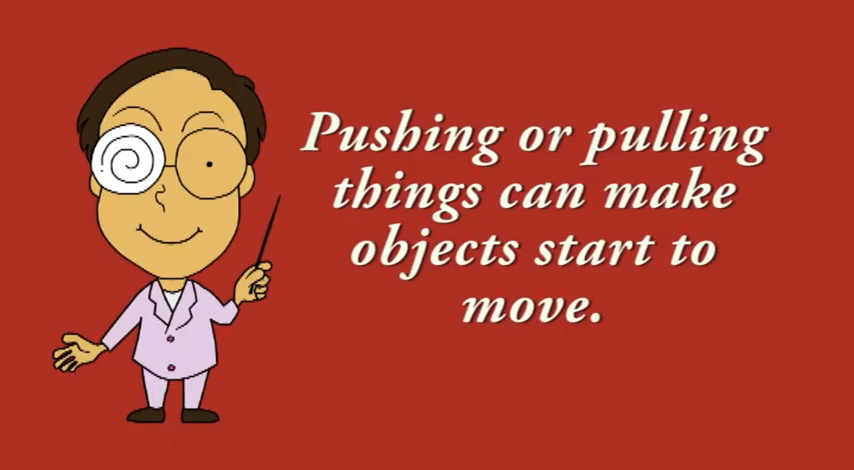 Pushing or pulling
things can make
objects start to
move.